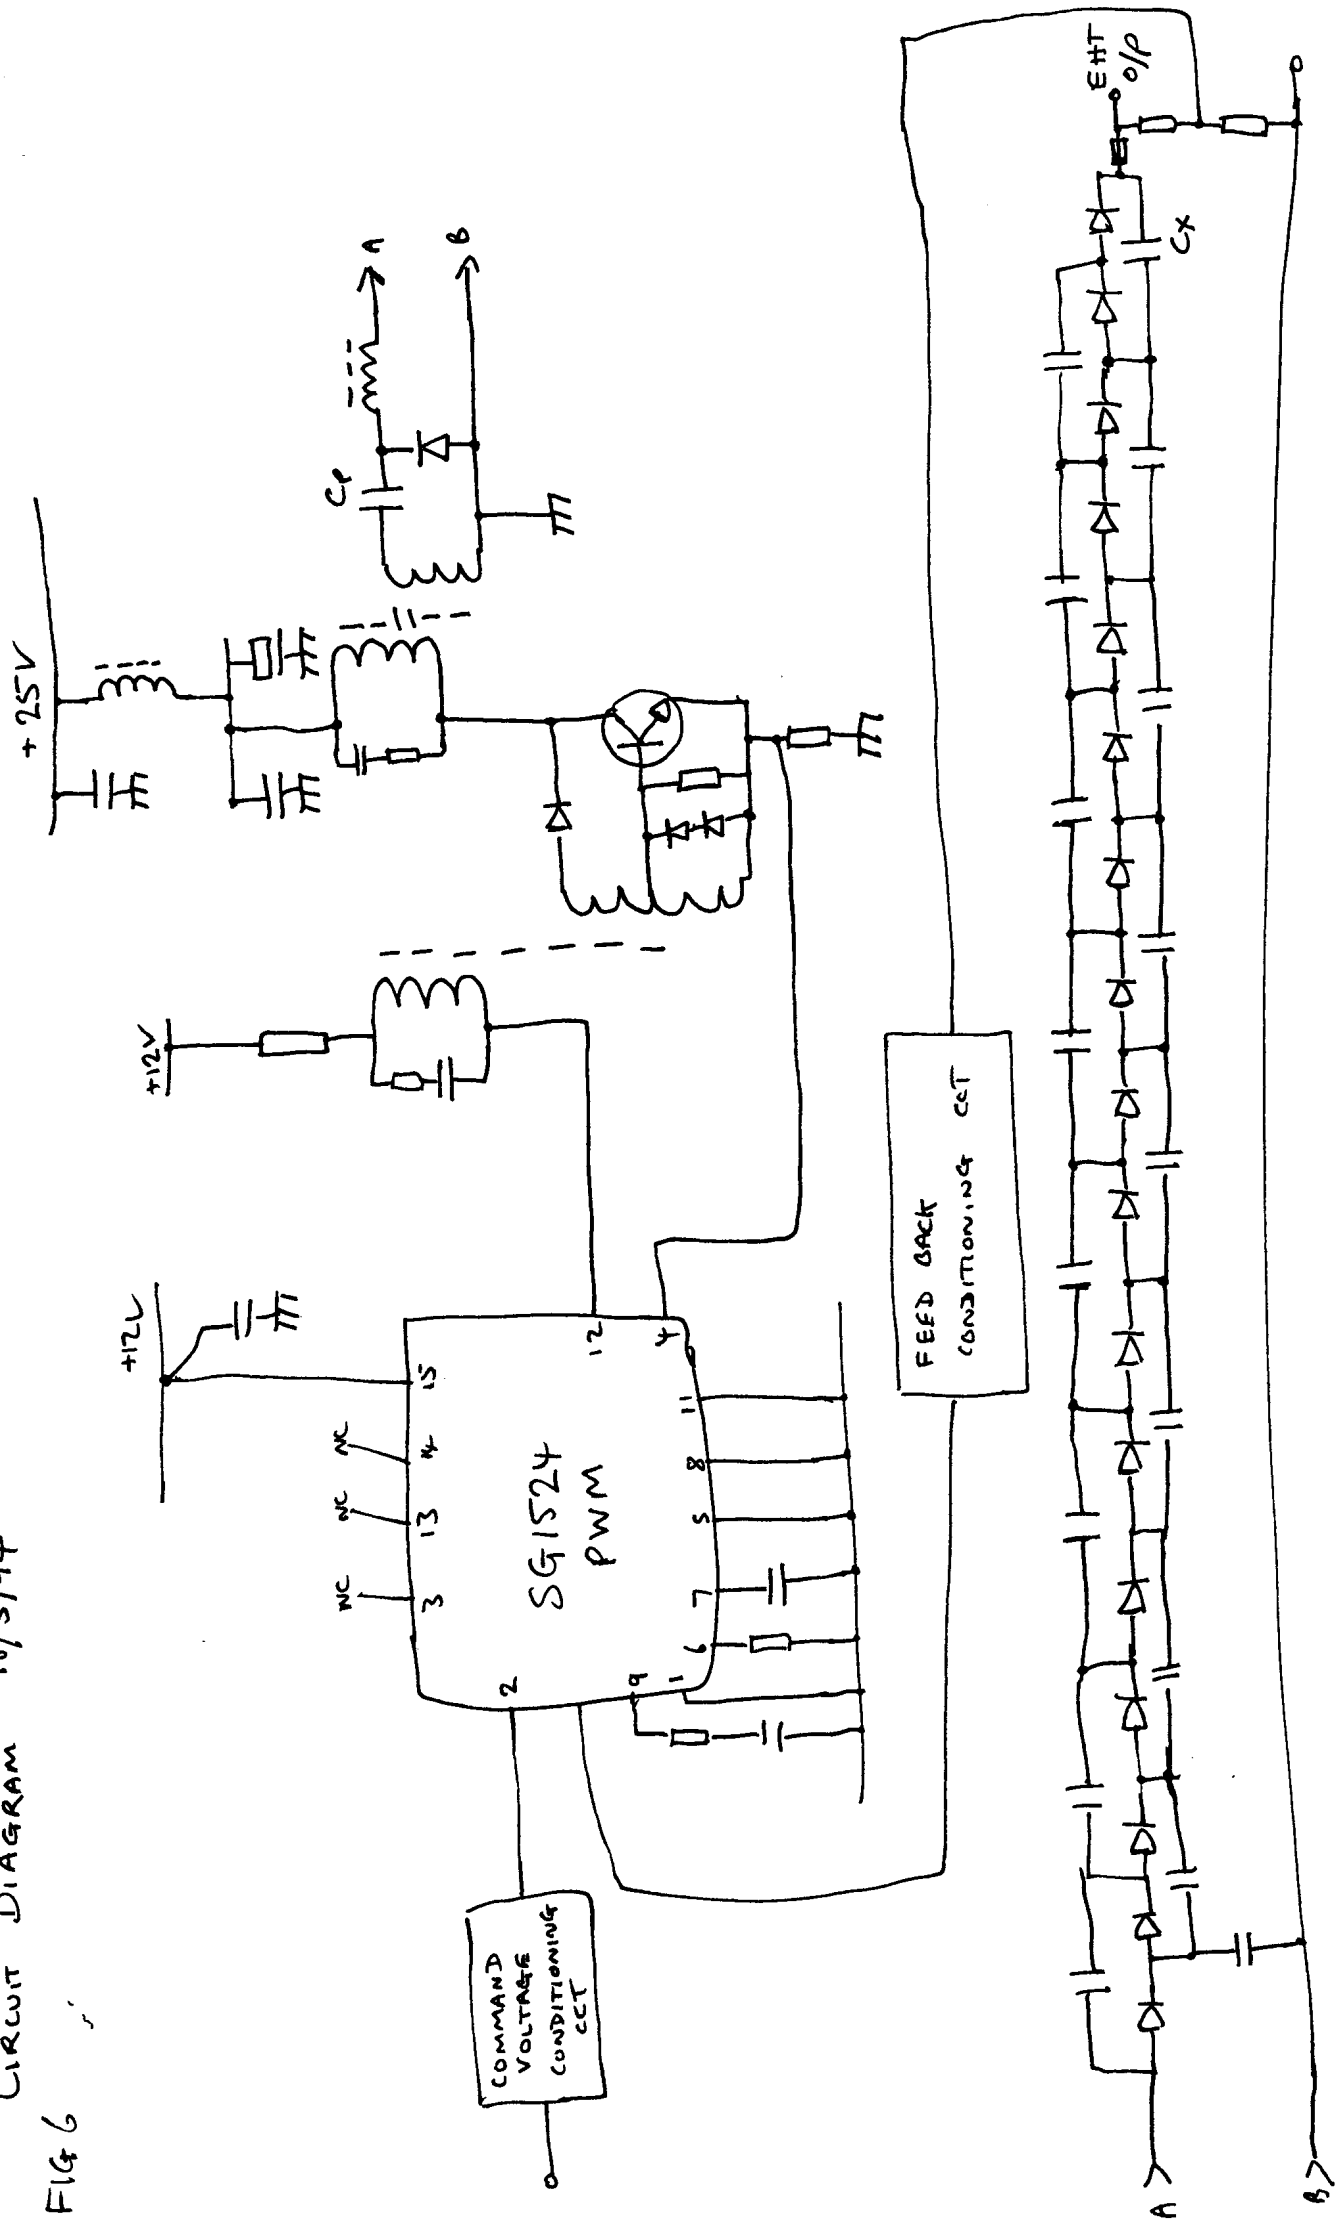 FIG 6 CIRCUIT DIAGRAM
+12V
+12V
+25V
NC
NC
NC
3
13
14
15
2
SG1524
PWM
12
4
9
1
6
7
5
8
11
COMMAND
VOLTAGE
CONDITIONING
CCT
CP
A
B
FEED BACK
CONDITIONING CCT
EHT
O/P
CX
A
B